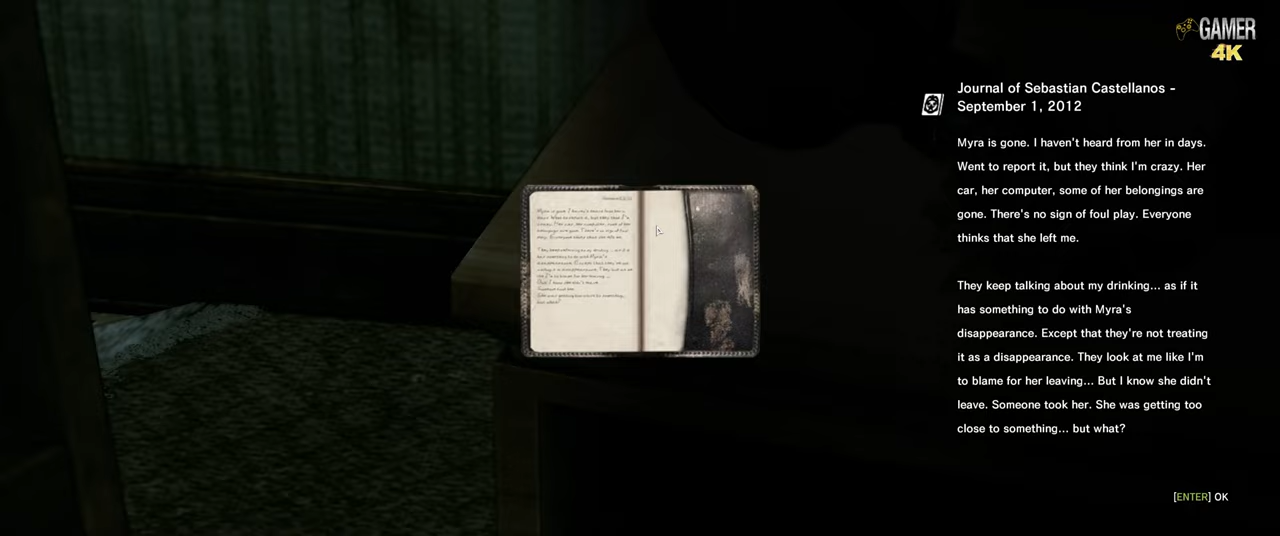 GAMER
4K
Journal of Sebastian Castellanos -
September 1, 2012
Myra is gone. I haven't heard from her in days.
Went to report it, but they think I'm crazy. Her
car, her computer, some of her belongings are
gone. There's no sign of foul play. Everyone
thinks that she left me.
They keep talking about my drinking... as if it
has something to do with Myra's
disappearance. Except that they're not treating
it as a disappearance. They look at me like I'm
to blame for her leaving... But I know she didn't
leave. Someone took her. She was getting too
close to something... but what?
[ENTER] OK